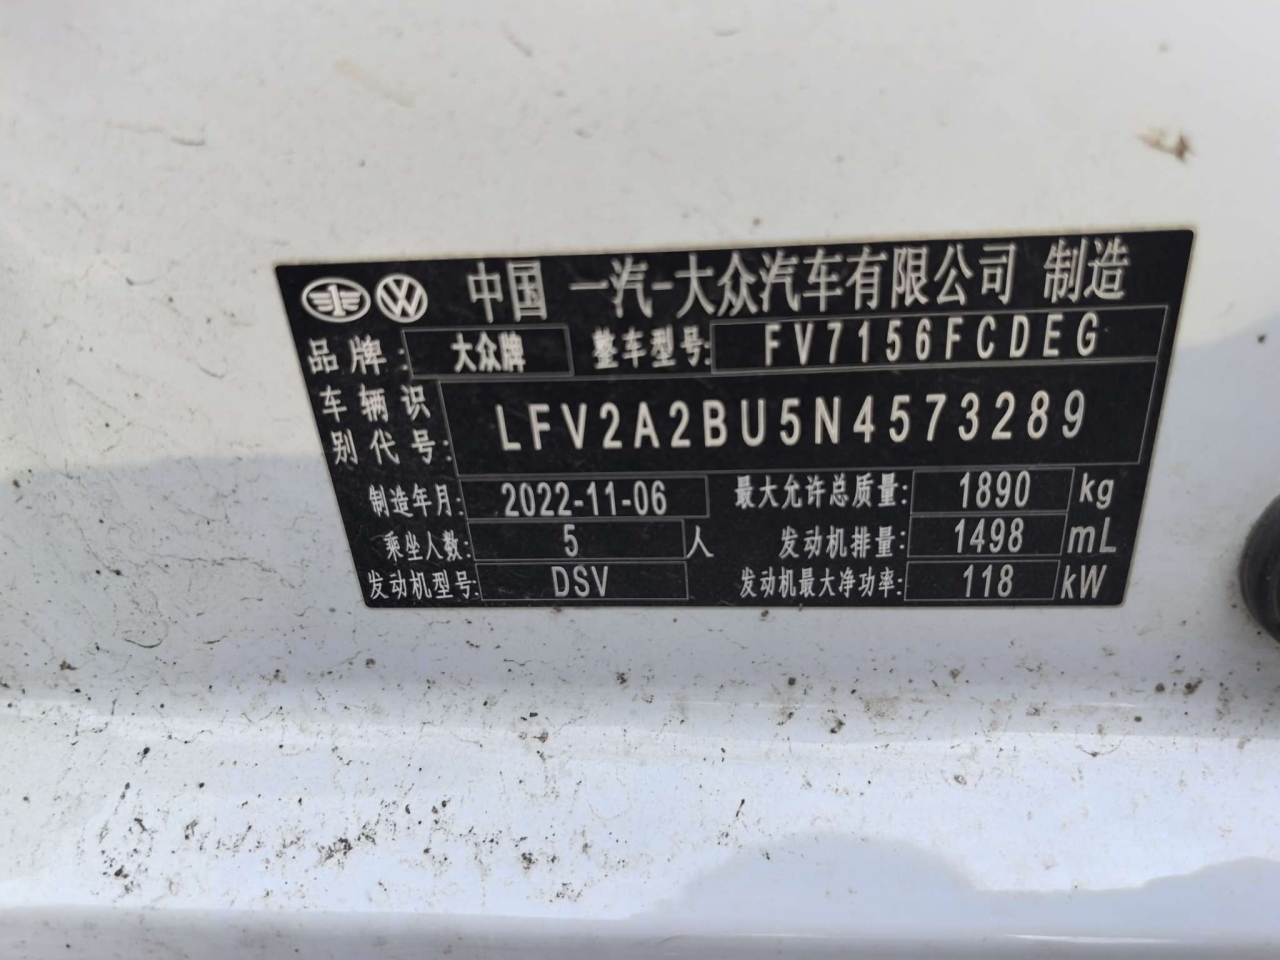 中国 一汽-大众汽车有限公司 制造
品牌: 大众牌 整车型号: FV7156FCDEG
车辆识别代号: LFV2A2BU5N4573289
制造年月: 2022-11-06 最大允许总质量: 1890 kg
乘坐人数: 5 人 发动机排量: 1498 mL
发动机型号: DSV 发动机最大净功率: 118 kW